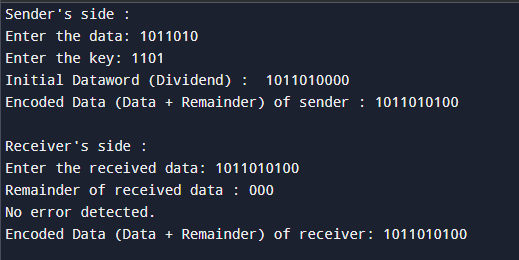 Sender's side :
Enter the data: 1011010
Enter the key: 1101
Initial Dataword (Dividend) :  1011010000
Encoded Data (Data + Remainder) of sender : 1011010100
Receiver's side :
Enter the received data: 1011010100
Remainder of received data : 000
No error detected.
Encoded Data (Data + Remainder) of receiver: 1011010100